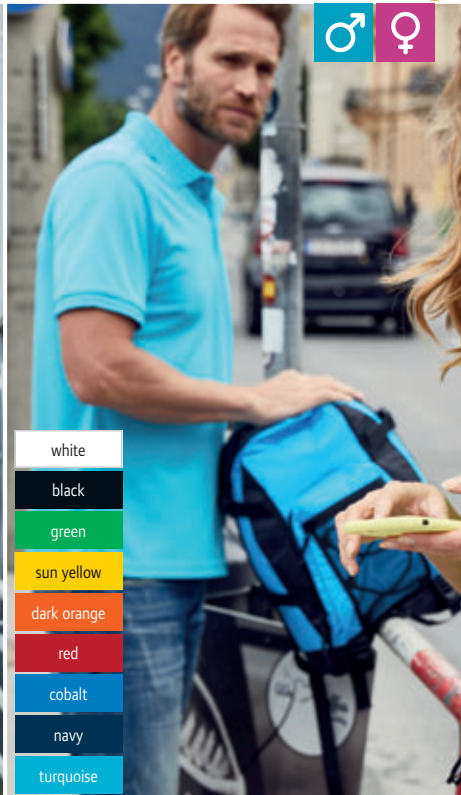 white
black
green
sun yellow
dark orange
red
cobalt
navy
turquoise